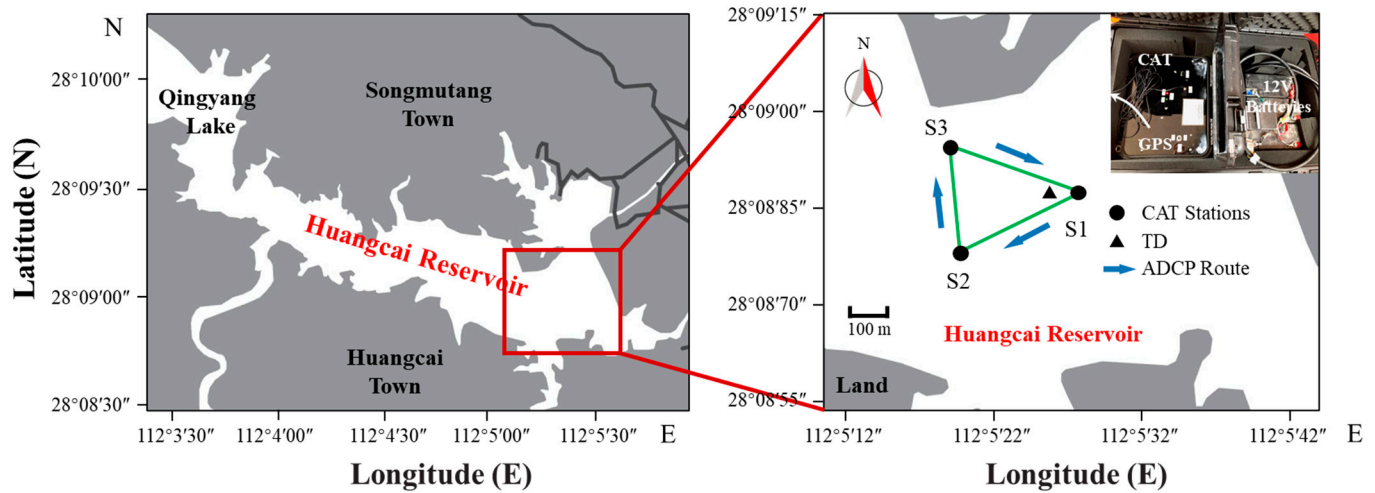 N
28°10′00″
28°09′30″
28°09′00″
28°08′30″
Latitude (N)
Qingyang
Lake
Songmutang
Town
Huangcai Reservoir
Huangcai
Town
112°3′30″
112°4′00″
112°4′30″
112°5′00″
112°5′30″
E
Longitude (E)
28°09′15″
28°09′00″
28°08′85″
28°08′70″
28°08′55″
N
CAT
12V
Batteries
GPS
S3
S1
S2
CAT Stations
TD
ADCP Route
100 m
Huangcai Reservoir
Land
112°5′12″
112°5′22″
112°5′32″
112°5′42″
E
Longitude (E)